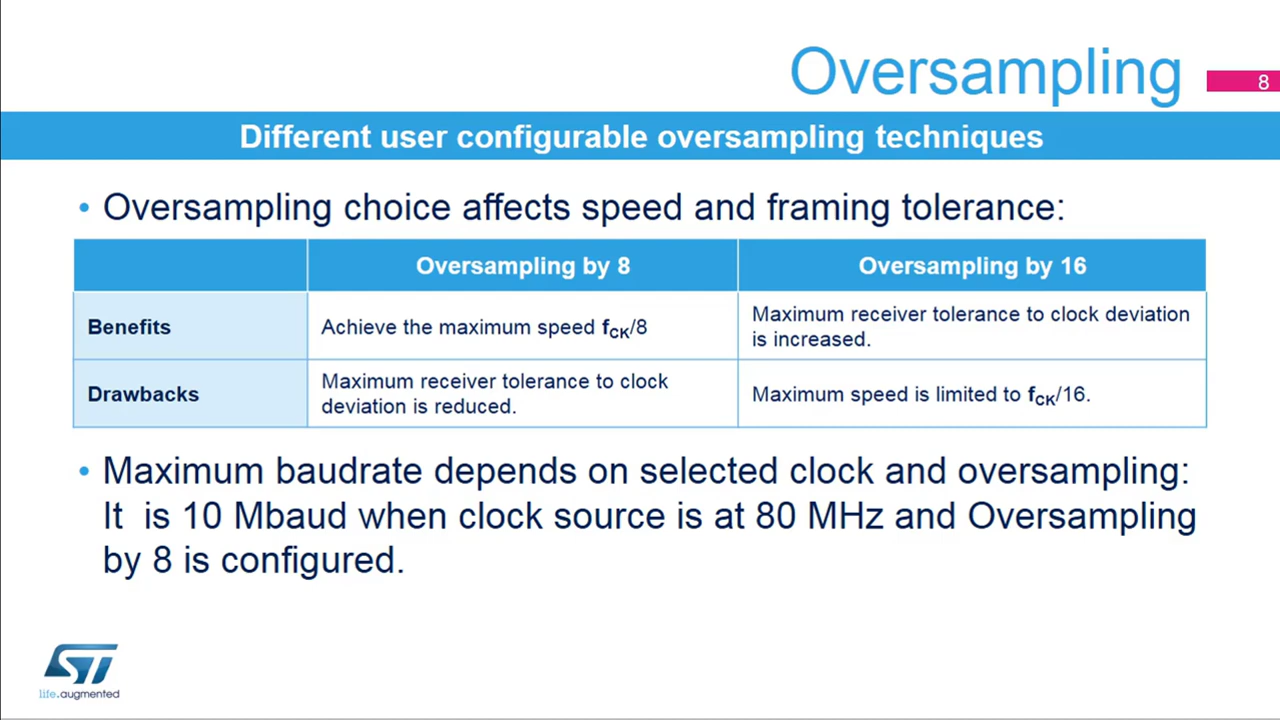 Oversampling
8
Different user configurable oversampling techniques
• Oversampling choice affects speed and framing tolerance:
Oversampling by 8
Oversampling by 16
Benefits
Achieve the maximum speed fCK/8
Maximum receiver tolerance to clock deviation
is increased.
Drawbacks
Maximum receiver tolerance to clock
deviation is reduced.
Maximum speed is limited to fCK/16.
• Maximum baudrate depends on selected clock and oversampling:
It is 10 Mbaud when clock source is at 80 MHz and Oversampling
by 8 is configured.
ST
life.augmented